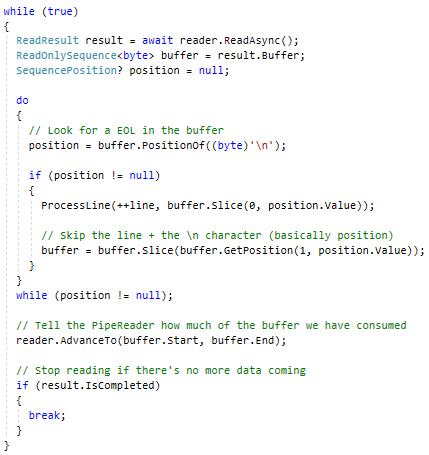 while (true)
{
  ReadResult result = await reader.ReadAsync();
  ReadOnlySequence<byte> buffer = result.Buffer;
  SequencePosition? position = null;

  do
  {
    // Look for a EOL in the buffer
    position = buffer.PositionOf((byte)'\n');

    if (position != null)
    {
      ProcessLine(++line, buffer.Slice(0, position.Value));

      // Skip the line + the \n character (basically position)
      buffer = buffer.Slice(buffer.GetPosition(1, position.Value));
    }
  }
  while (position != null);

  // Tell the PipeReader how much of the buffer we have consumed
  reader.AdvanceTo(buffer.Start, buffer.End);

  // Stop reading if there's no more data coming
  if (result.IsCompleted)
  {
    break;
  }
}